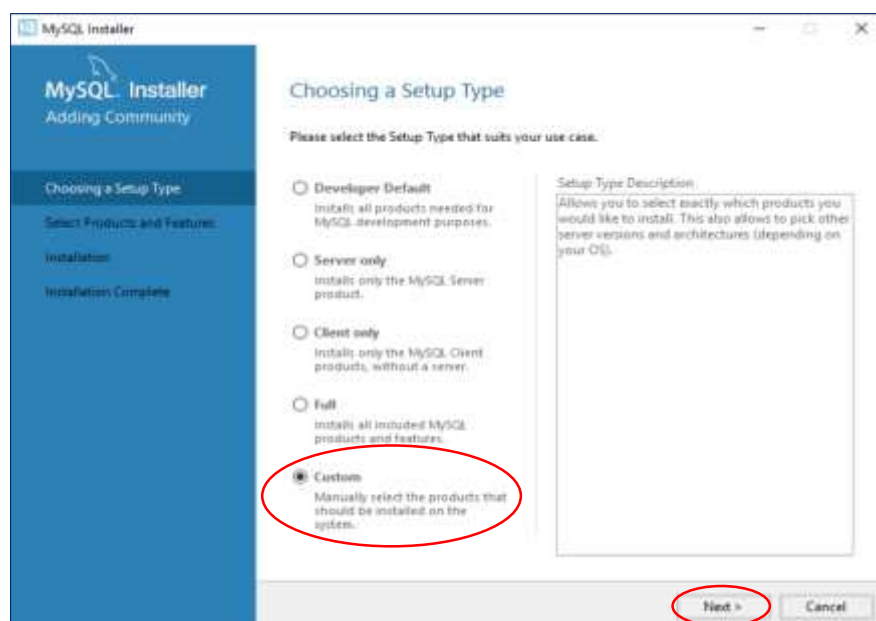 MySQL Installer
MySQL Installer
Adding Community
Choosing a Setup Type
Select Products and Features
Installation
Installation Complete
Choosing a Setup Type
Please select the Setup Type that suits your use case.
Developer Default
Installs all products needed for
MySQL development purposes.
Server only
Installs only the MySQL Server
product.
Client only
Installs only the MySQL Client
products, without a server.
Full
Installs all included MySQL
products and features.
Custom
Manually select the products that
should be installed on the
system.
Setup Type Description
Allows you to select exactly which products you
would like to install. This also allows to pick other
server versions and architectures (depending on
your OS).
Next >
Cancel